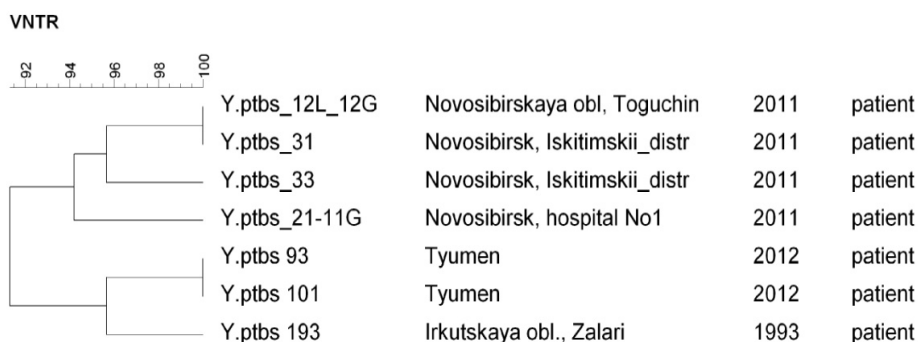 VNTR
92 94 96 98 100
Y.ptbs_12L_12G Novosibirskaya obl, Toguchin 2011 patient
Y.ptbs_31 Novosibirsk, Iskitimskii_distr 2011 patient
Y.ptbs_33 Novosibirsk, Iskitimskii_distr 2011 patient
Y.ptbs_21-11G Novosibirsk, hospital No1 2011 patient
Y.ptbs 93 Tyumen 2012 patient
Y.ptbs 101 Tyumen 2012 patient
Y.ptbs 193 Irkutskaya obl., Zalari 1993 patient